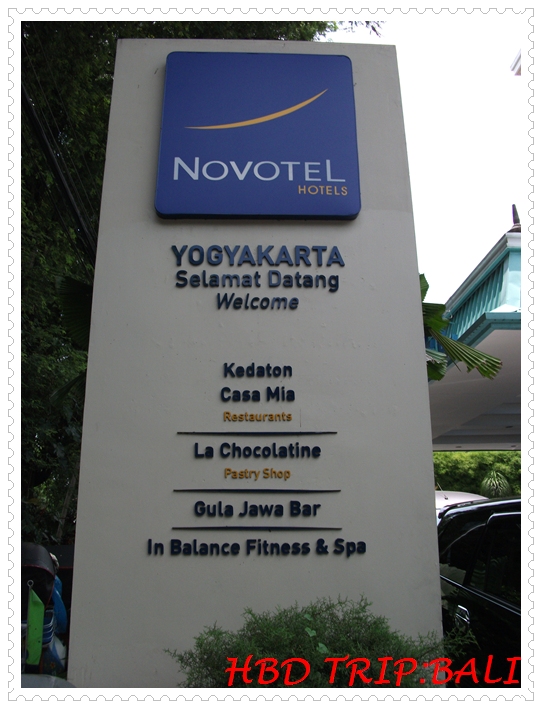 NOVOTEL
HOTELS
YOGYAKARTA
Selamat Datang
Welcome
Kedaton
Casa Mia
Restaurants
La Chocolatine
Pastry Shop
Gula Jawa Bar
In Balance Fitness & Spa
HBD TRIP:BALI